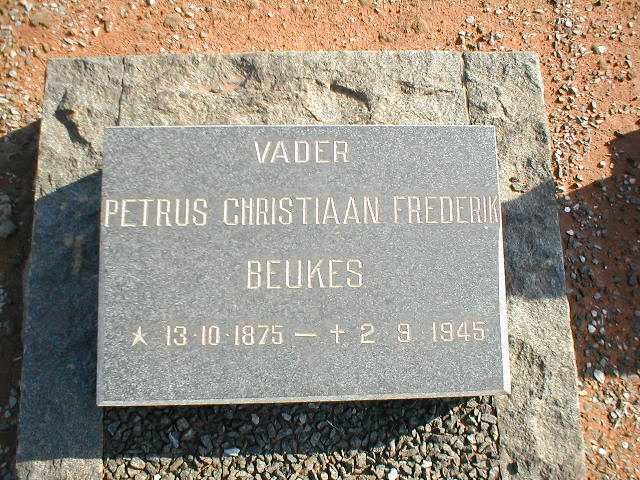 VADER
PETRUS CHRISTIAAN FREDERIK
BEUKES
★ 13·10·1875 — ✝ 2·9·1945